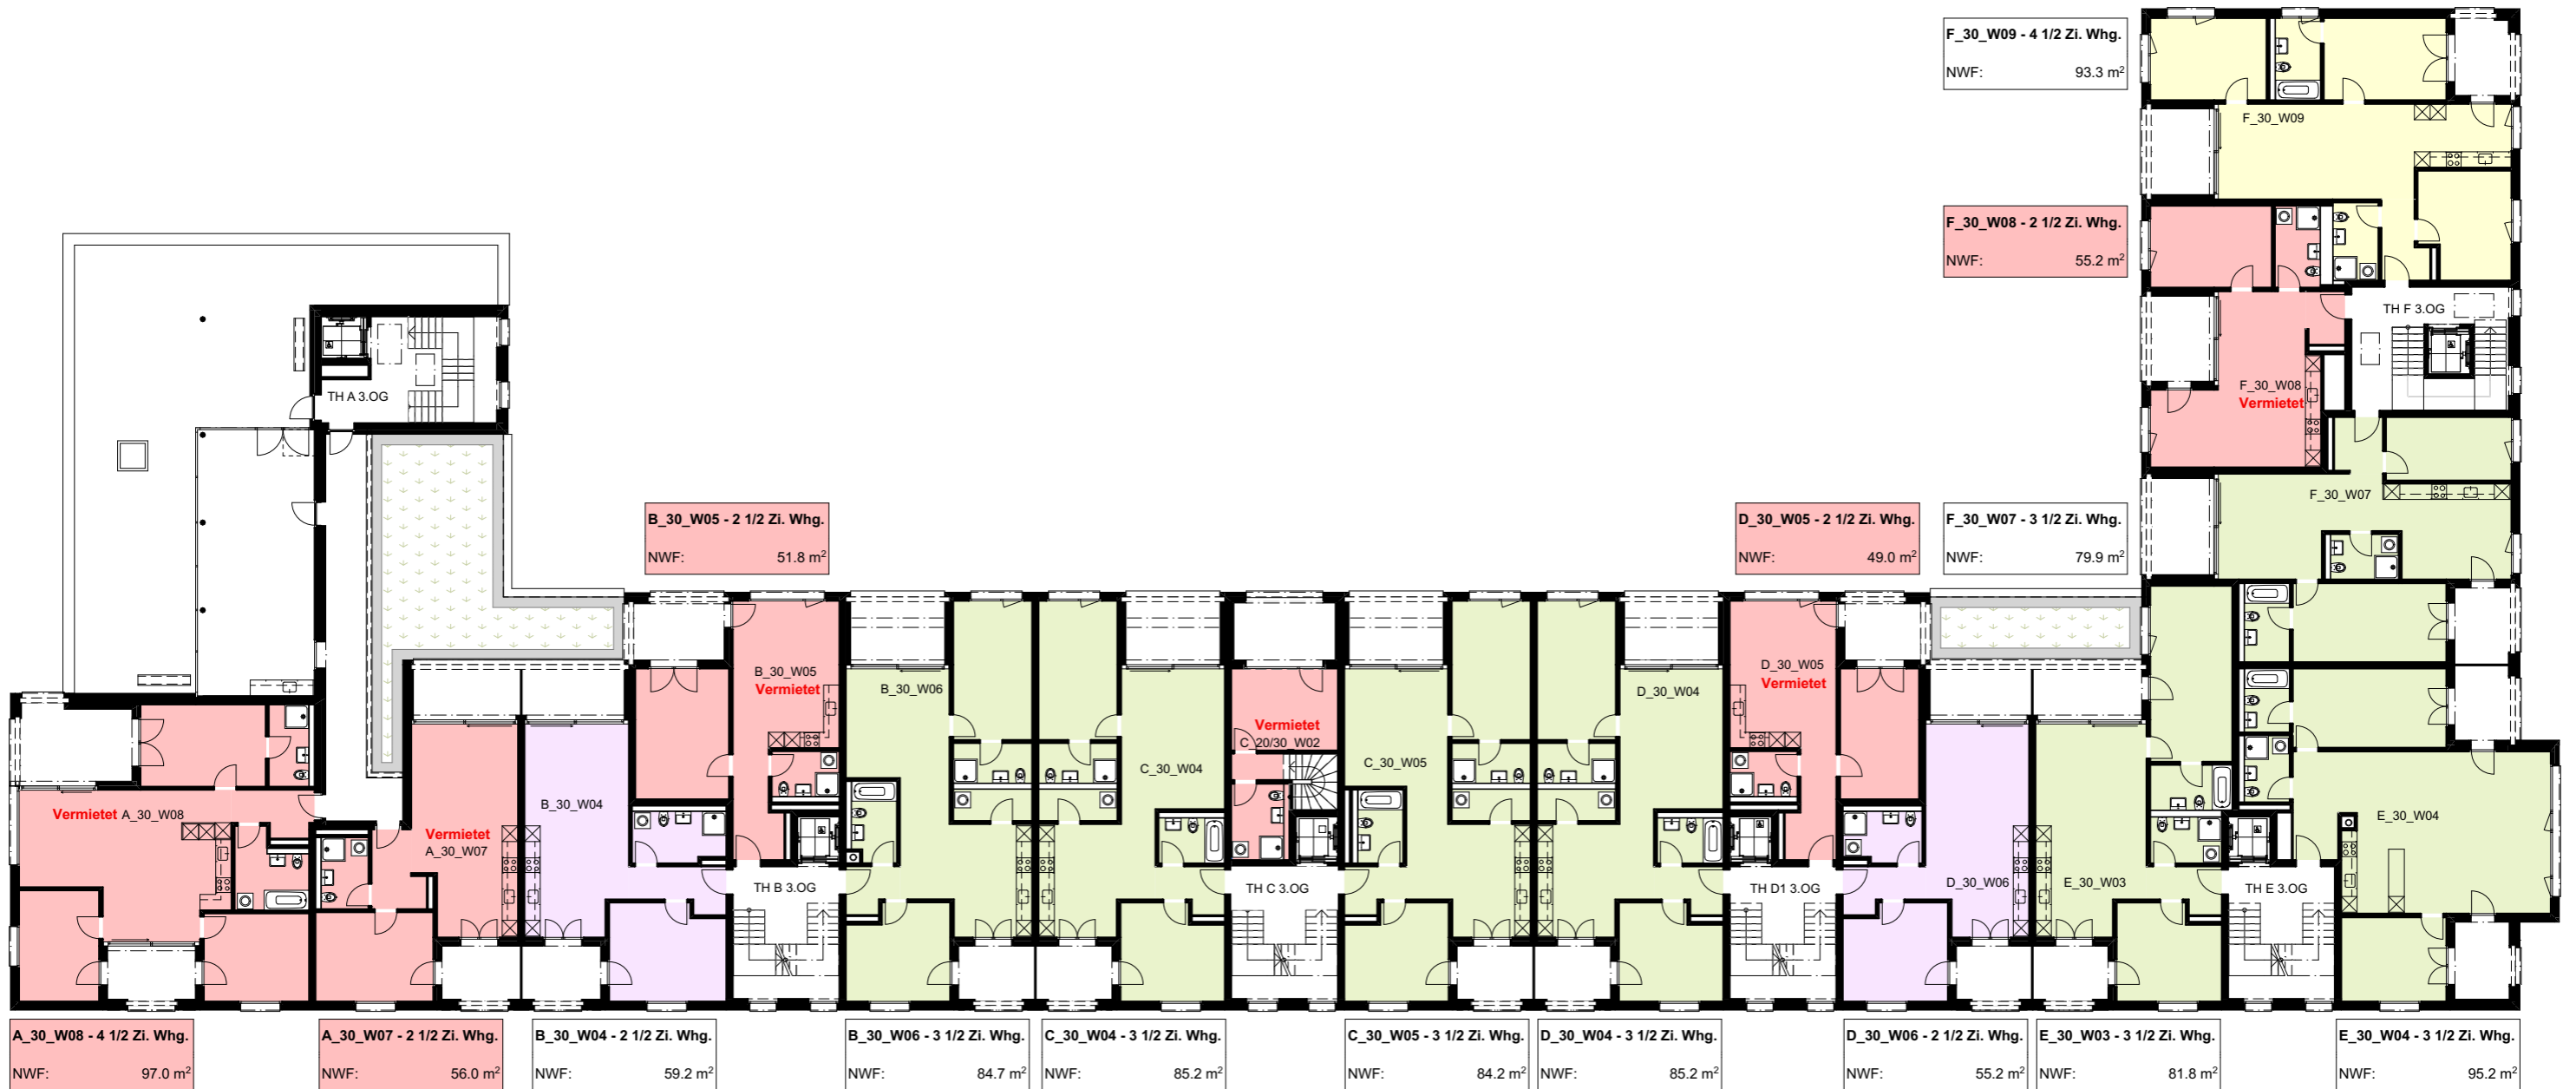 F_30_W09 - 4 1/2 Zi. Whg.
NWF: 93.3 m²
F_30_W09
F_30_W08 - 2 1/2 Zi. Whg.
NWF: 55.2 m²
TH F 3.OG
TH A 3.OG
F_30_W08
Vermietet
F_30_W07
B_30_W05 - 2 1/2 Zi. Whg.
NWF: 51.8 m²
D_30_W05 - 2 1/2 Zi. Whg.
NWF: 49.0 m²
F_30_W07 - 3 1/2 Zi. Whg.
NWF: 79.9 m²
B_30_W05
Vermietet
B_30_W06
C_30_W04
Vermietet
C_20/30_W02
C_30_W05
D_30_W04
D_30_W05
Vermietet
Vermietet A_30_W08
Vermietet
A_30_W07
B_30_W04
E_30_W04
TH B 3.OG
TH C 3.OG
TH D1 3.OG
D_30_W06
E_30_W03
TH E 3.OG
A_30_W08 - 4 1/2 Zi. Whg.
NWF: 97.0 m²
A_30_W07 - 2 1/2 Zi. Whg.
NWF: 56.0 m²
B_30_W04 - 2 1/2 Zi. Whg.
NWF: 59.2 m²
B_30_W06 - 3 1/2 Zi. Whg.
NWF: 84.7 m²
C_30_W04 - 3 1/2 Zi. Whg.
NWF: 85.2 m²
C_30_W05 - 3 1/2 Zi. Whg.
NWF: 84.2 m²
D_30_W04 - 3 1/2 Zi. Whg.
NWF: 85.2 m²
D_30_W06 - 2 1/2 Zi. Whg.
NWF: 55.2 m²
E_30_W03 - 3 1/2 Zi. Whg.
NWF: 81.8 m²
E_30_W04 - 3 1/2 Zi. Whg.
NWF: 95.2 m²